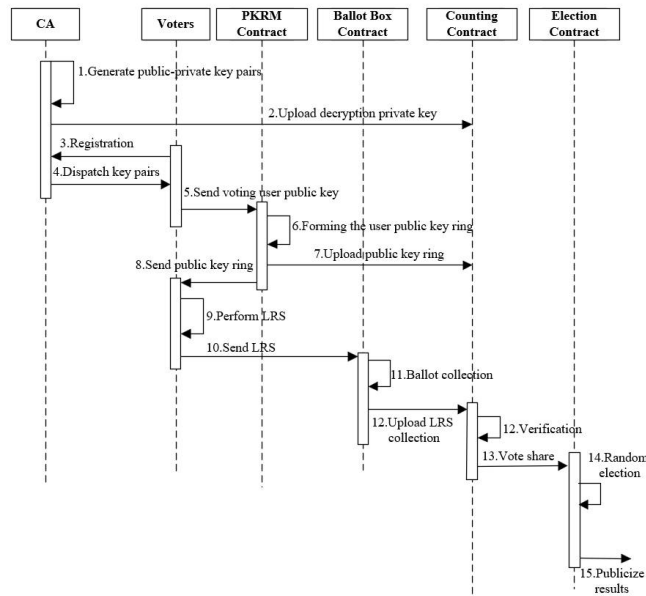 CA
Voters
PKRM
Contract
Ballot Box
Contract
Counting
Contract
Election
Contract
1.Generate public-private key pairs
2.Upload decryption private key
3.Registration
4.Dispatch key pairs
5.Send voting user public key
6.Forming the user public key ring
7.Upload public key ring
8.Send public key ring
9.Perform LRS
10.Send LRS
11.Ballot collection
12.Upload LRS
collection
12.Verification
13.Vote share
14.Random
election
15.Publicize
results